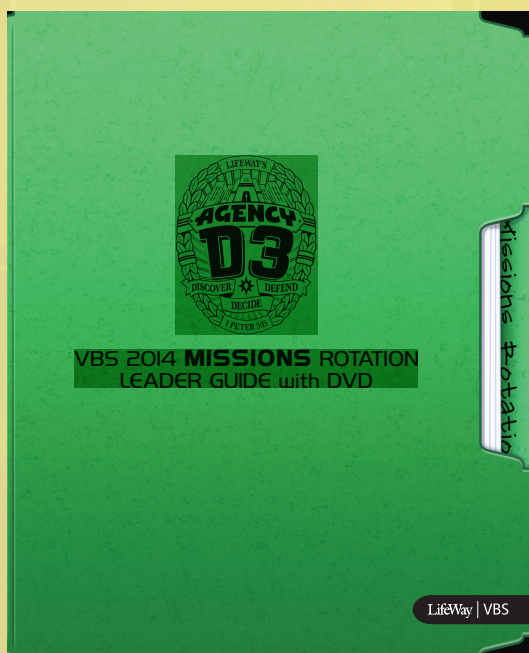 LIFEWAY'S
A
AGENCY
D3
DISCOVER DEFEND
DECIDE
1 PETER 3:15
VBS 2014 MISSIONS ROTATION
LEADER GUIDE with DVD
Missions Rotatio
LifeWay | VBS